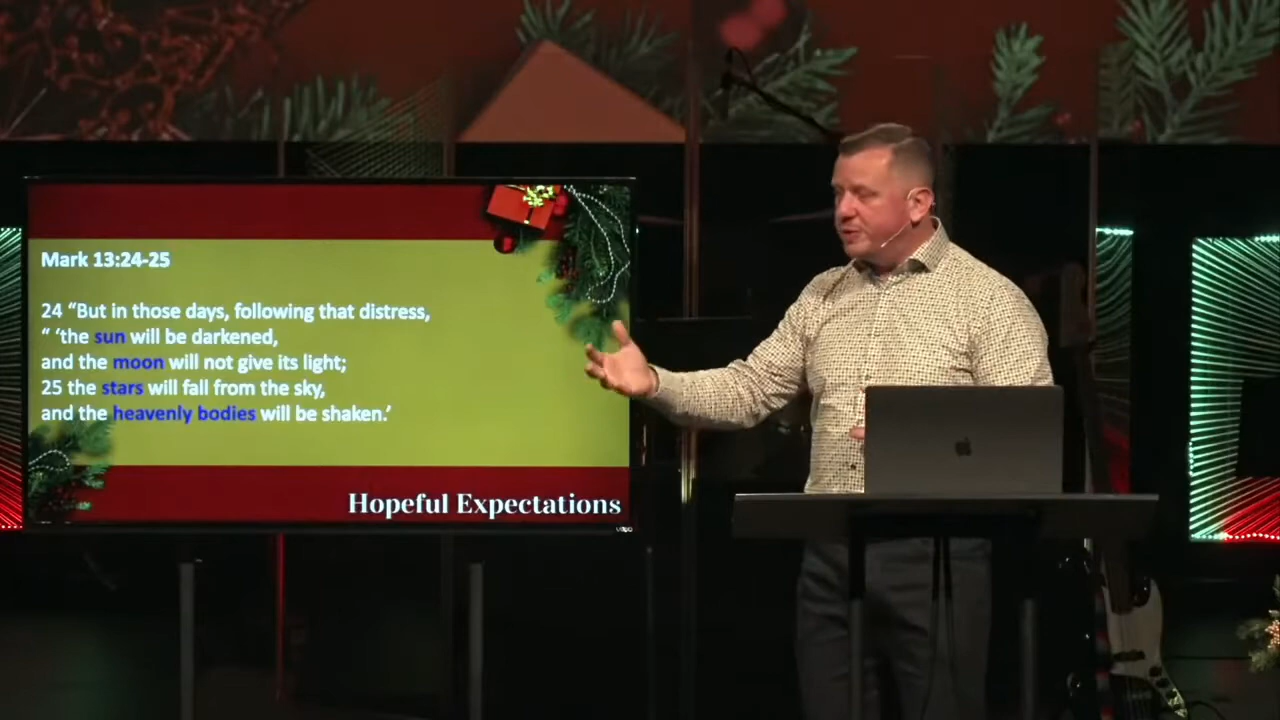 Mark 13:24-25
24 “But in those days, following that distress,
“ ‘the sun will be darkened,
and the moon will not give its light;
25 the stars will fall from the sky,
and the heavenly bodies will be shaken.’
Hopeful Expectations